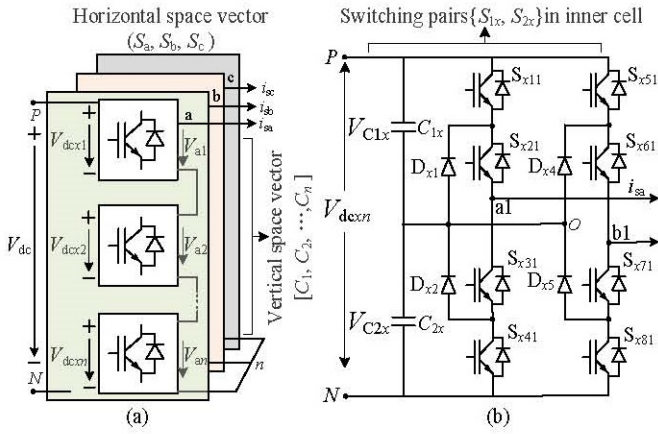 Horizontal space vector
(Sa, Sb, Sc)
c
isc
b
isb
a
isa
P
+
Vdcx1
−
Va1
+
Vdc
Vdcx2
−
Va2
+
Vdcxn
−
Van
−
N
n
Vertical space vector
[C1, C2, ···, Cn]
(a)
Switching pairs{S1x, S2x}in inner cell
P
Sx11
Sx51
VC1x
C1x
Dx1
Sx21
Dx4
Sx61
isa
a1
Vdcxn
O
b1
Dx2
Sx31
Dx5
Sx71
VC2x
C2x
Sx41
Sx81
N
(b)